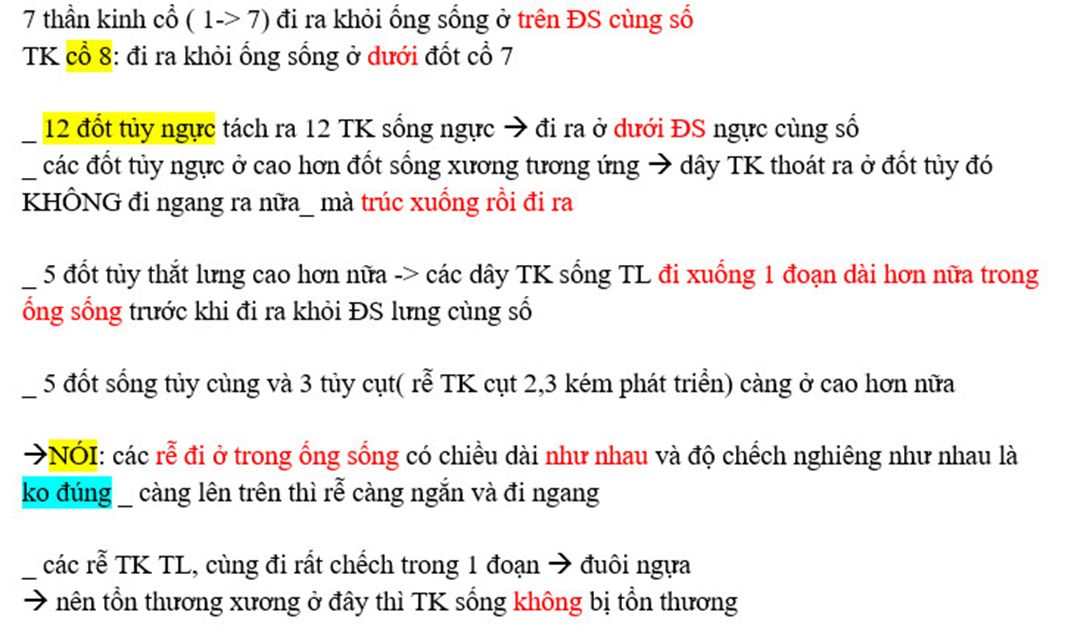 7 thần kinh cổ ( 1-> 7) đi ra khỏi ống sống ở trên ĐS cùng số
TK cổ 8: đi ra khỏi ống sống ở dưới đốt cổ 7
_ 12 đốt tủy ngực tách ra 12 TK sống ngực → đi ra ở dưới ĐS ngực cùng số
_ các đốt tủy ngực ở cao hơn đốt sống xương tương ứng → dây TK thoát ra ở đốt tủy đó
KHÔNG đi ngang ra nữa_ mà trúc xuống rồi đi ra
_ 5 đốt tủy thắt lưng cao hơn nữa -> các dây TK sống TL đi xuống 1 đoạn dài hơn nữa trong
ống sống trước khi đi ra khỏi ĐS lưng cùng số
_ 5 đốt sống tủy cùng và 3 tủy cụt( rễ TK cụt 2,3 kém phát triển) càng ở cao hơn nữa
→NÓI: các rễ đi ở trong ống sống có chiều dài như nhau và độ chếch nghiêng như nhau là
ko đúng _ càng lên trên thì rễ càng ngắn và đi ngang
_ các rễ TK TL, cùng đi rất chếch trong 1 đoạn → đuôi ngựa
→ nên tổn thương xương ở đây thì TK sống không bị tổn thương